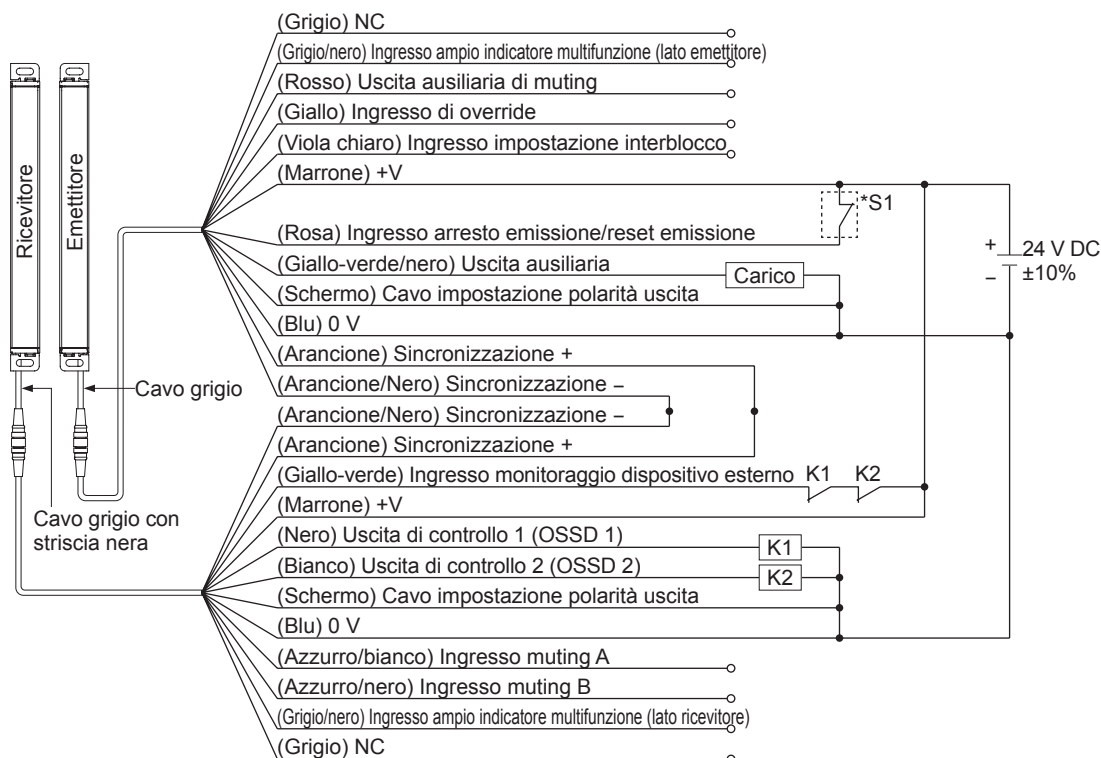 (Grigio) NC
(Grigio/nero) Ingresso ampio indicatore multifunzione (lato emettitore)
(Rosso) Uscita ausiliaria di muting
(Giallo) Ingresso di override
(Viola chiaro) Ingresso impostazione interblocco
(Marrone) +V
*S1
Ricevitore
Emettitore
(Rosa) Ingresso arresto emissione/reset emissione
+
–
24 V DC
±10%
(Giallo-verde/nero) Uscita ausiliaria
Carico
(Schermo) Cavo impostazione polarità uscita
(Blu) 0 V
(Arancione) Sincronizzazione +
Cavo grigio
(Arancione/Nero) Sincronizzazione –
(Arancione/Nero) Sincronizzazione –
(Arancione) Sincronizzazione +
(Giallo-verde) Ingresso monitoraggio dispositivo esterno
K1
K2
Cavo grigio con
striscia nera
(Marrone) +V
(Nero) Uscita di controllo 1 (OSSD 1)
K1
(Bianco) Uscita di controllo 2 (OSSD 2)
K2
(Schermo) Cavo impostazione polarità uscita
(Blu) 0 V
(Azzurro/bianco) Ingresso muting A
(Azzurro/nero) Ingresso muting B
(Grigio/nero) Ingresso ampio indicatore multifunzione (lato ricevitore)
(Grigio) NC